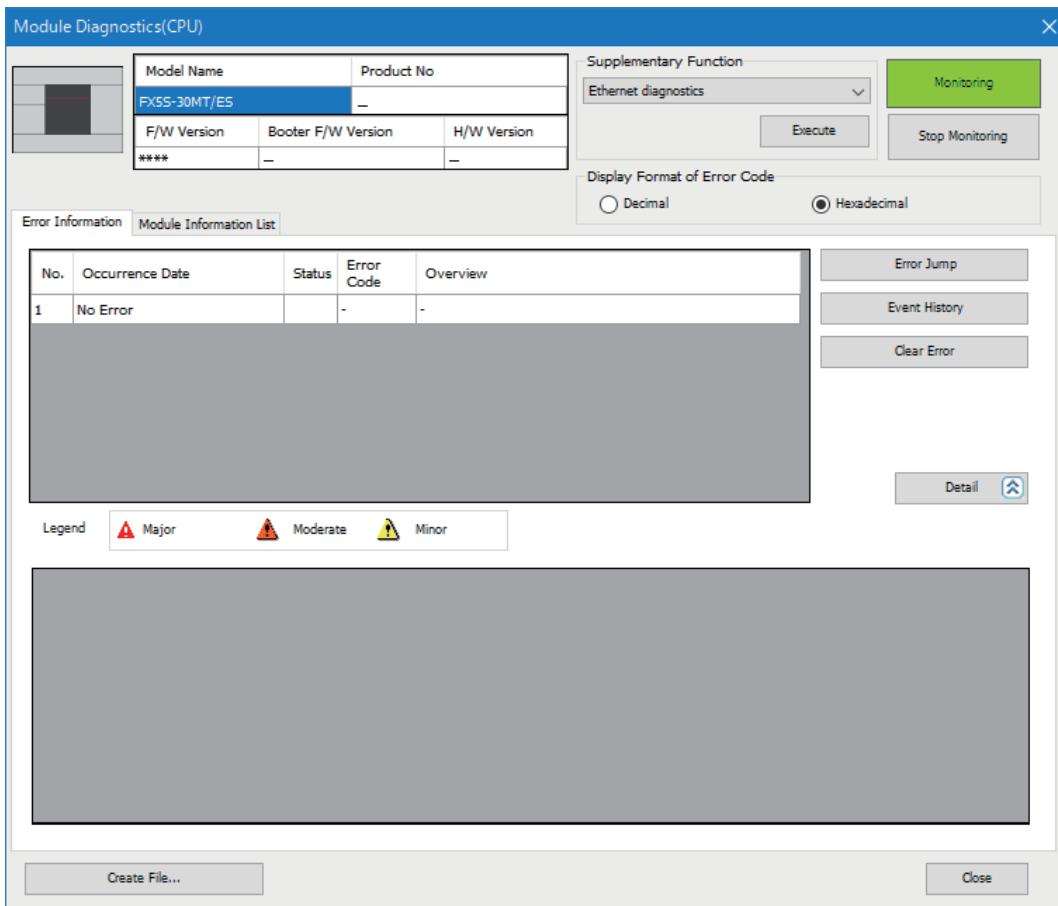 Module Diagnostics(CPU)
Model Name Product No
FX5S-30MT/ES —
F/W Version Booter F/W Version H/W Version
**** — —
Supplementary Function
Ethernet diagnostics
Execute
Monitoring
Stop Monitoring
Display Format of Error Code
Decimal Hexadecimal
Error Information Module Information List
No. Occurrence Date Status Error Code Overview
1 No Error - -
Error Jump
Event History
Clear Error
Detail
Legend Major Moderate Minor
Create File... Close